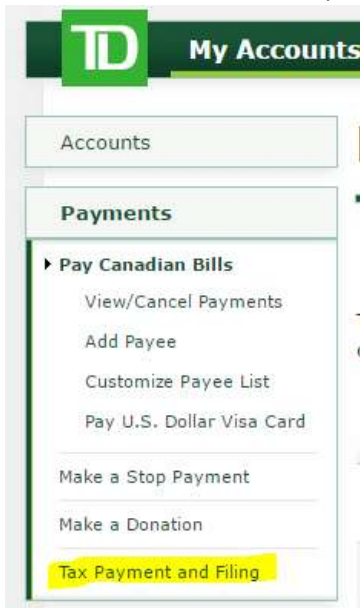 TD My Accounts
Accounts
Payments
Pay Canadian Bills
View/Cancel Payments
Add Payee
Customize Payee List
Pay U.S. Dollar Visa Card
Make a Stop Payment
Make a Donation
Tax Payment and Filing